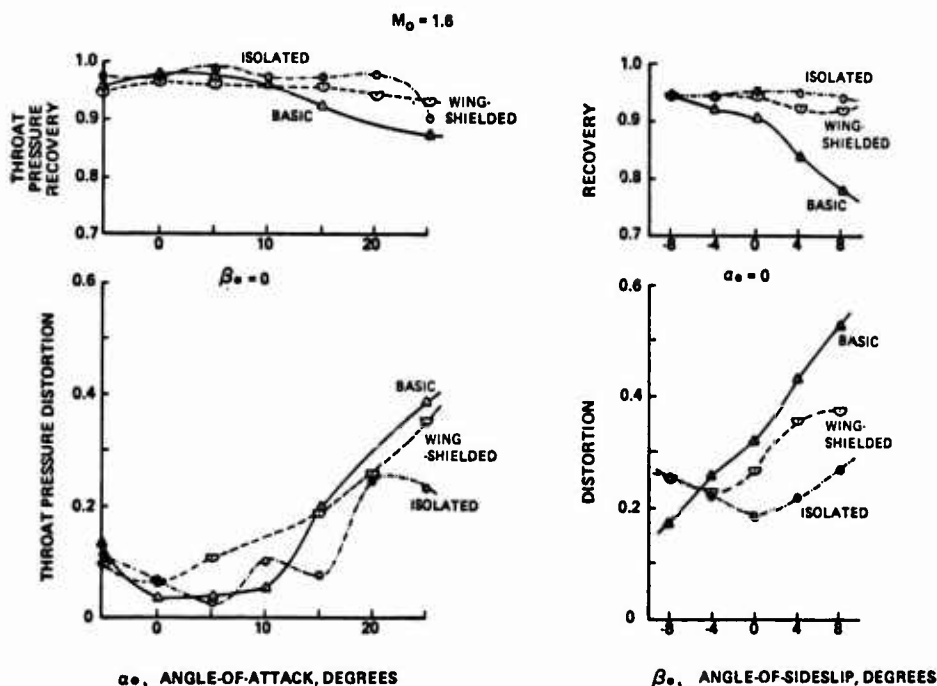 M₀ = 1.6
THROAT PRESSURE RECOVERY
1.0
0.9
0.8
0.7
0
10
20
ISOLATED
WING-SHIELDED
BASIC
RECOVERY
1.0
0.9
0.8
0.7
-8
-4
0
4
8
ISOLATED
WING-SHIELDED
BASIC
β₀ = 0
THROAT PRESSURE DISTORTION
0.6
0.4
0.2
0
0
10
20
BASIC
WING
-SHIELDED
ISOLATED
α₀, ANGLE-OF-ATTACK, DEGREES
α₀ = 0
DISTORTION
0.6
0.4
0.2
0
-8
-4
0
4
8
BASIC
WING-SHIELDED
ISOLATED
β₀, ANGLE-OF-SIDESLIP, DEGREES